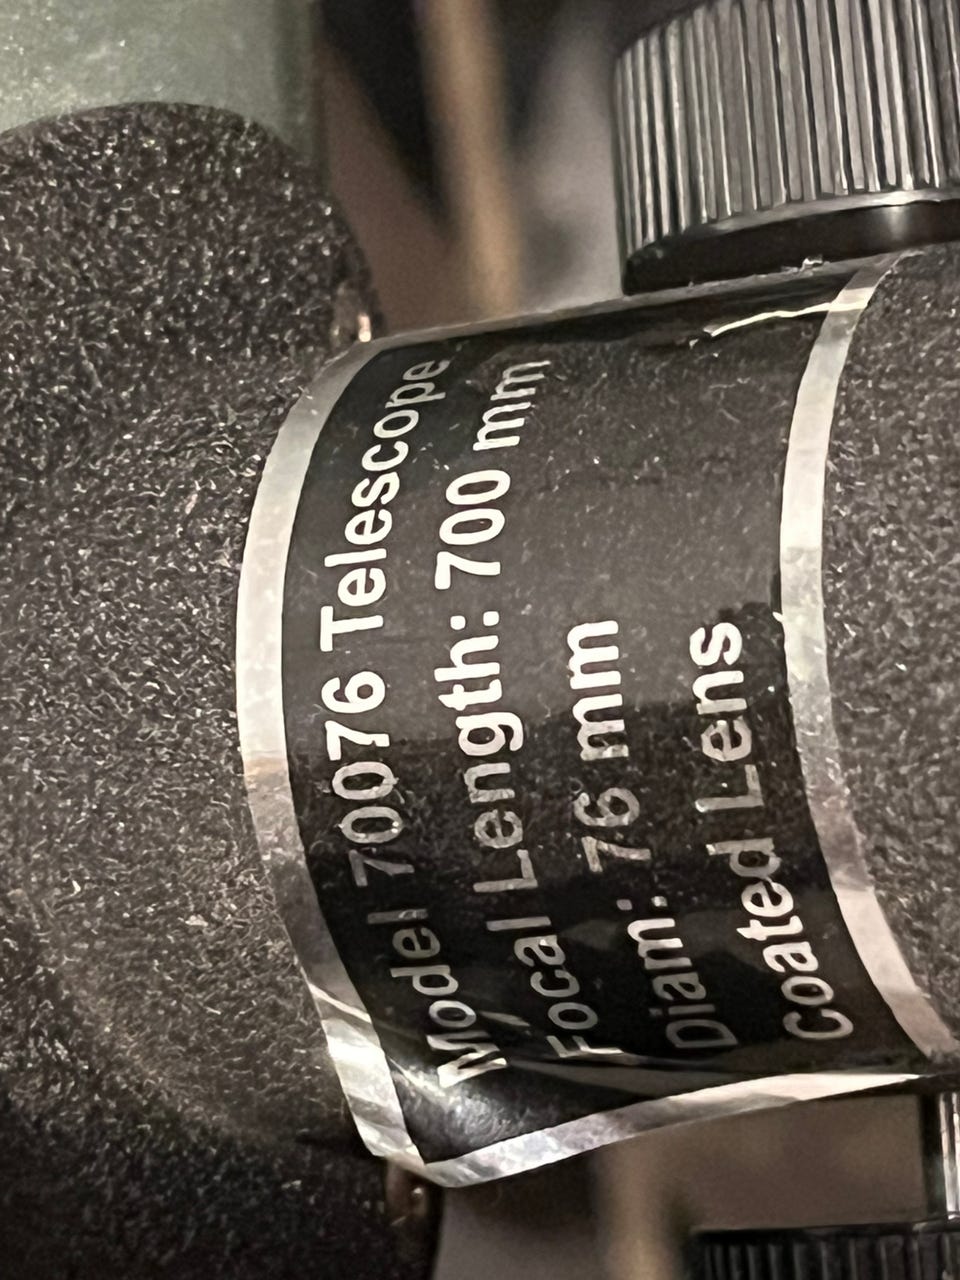 Model 70076 Telescope
Focal Length: 700 mm
Diam: 76 mm
Coated Lens